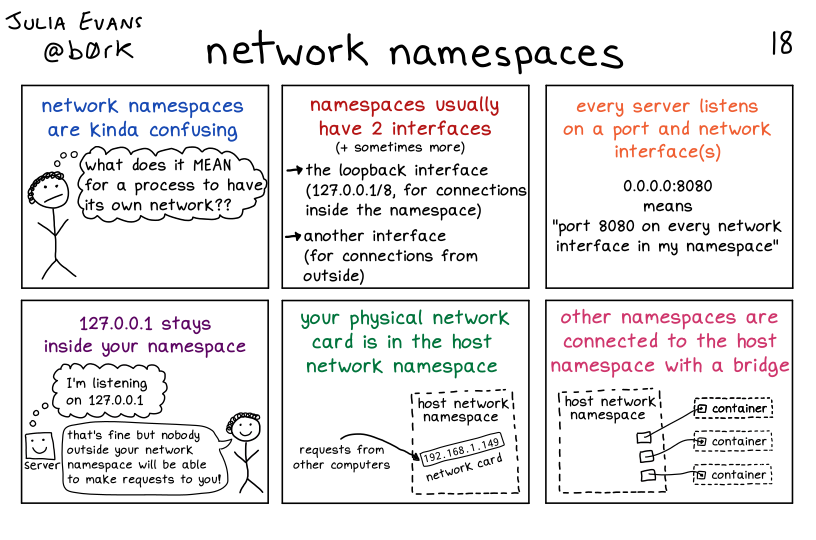 JULIA EVANS
@b0rk
network namespaces
18
network namespaces
are kinda confusing
what does it MEAN
for a process to have
its own network??
namespaces usually
have 2 interfaces
(+ sometimes more)
→ the loopback interface
(127.0.0.1/8, for connections
inside the namespace)
→ another interface
(for connections from
outside)
every server listens
on a port and network
interface(s)
0.0.0.0:8080
means
"port 8080 on every network
interface in my namespace"
127.0.0.1 stays
inside your namespace
I'm listening
on 127.0.0.1
server
that's fine but nobody
outside your network
namespace will be able
to make requests to you!
your physical network
card is in the host
network namespace
host network
namespace
requests from
other computers
192.168.1.149
network card
other namespaces are
connected to the host
namespace with a bridge
host network
namespace
container
container
container